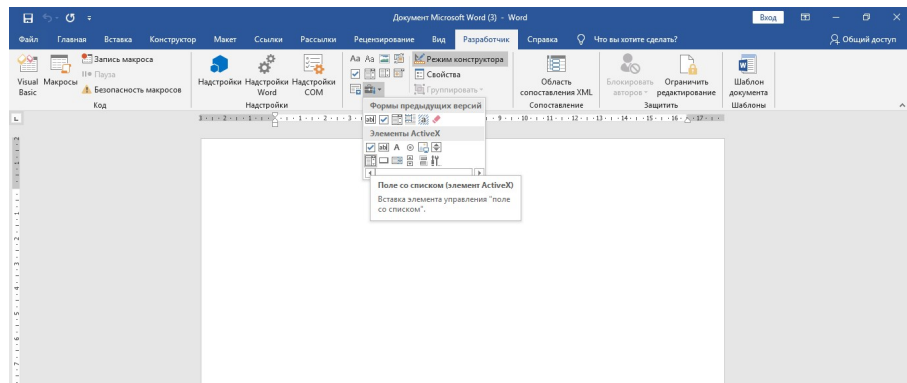 Документ Microsoft Word (3) - Word
Вход
Файл Главная Вставка Конструктор Макет Ссылки Рассылки Рецензирование Вид Разработчик Справка Что вы хотите сделать? Общий доступ
Visual Basic
Макросы
Запись макроса
Пауза
Безопасность макросов
Код
Надстройки
Надстройки Word
Надстройки COM
Надстройки
Aa Aa
Режим конструктора
Свойства
Группировать
Область сопоставления XML
Сопоставление
Блокировать авторов
Ограничить редактирование
Защитить
Шаблон документа
Шаблоны
Формы предыдущих версий
Элементы ActiveX
Поле со списком (элемент ActiveX)
Вставка элемента управления "поле
со списком".